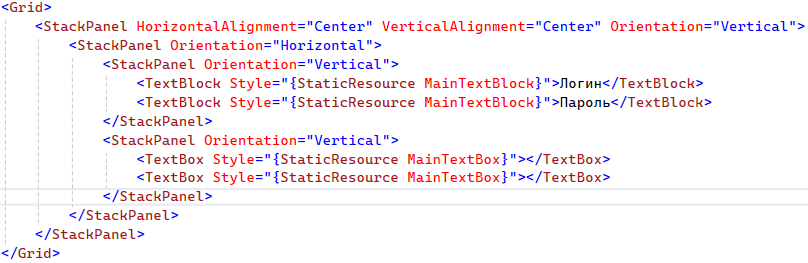 <Grid>
    <StackPanel HorizontalAlignment="Center" VerticalAlignment="Center" Orientation="Vertical">
        <StackPanel Orientation="Horizontal">
            <StackPanel Orientation="Vertical">
                <TextBlock Style="{StaticResource MainTextBlock}">Логин</TextBlock>
                <TextBlock Style="{StaticResource MainTextBlock}">Пароль</TextBlock>
            </StackPanel>
            <StackPanel Orientation="Vertical">
                <TextBox Style="{StaticResource MainTextBox}"></TextBox>
                <TextBox Style="{StaticResource MainTextBox}"></TextBox>
            </StackPanel>
        </StackPanel>
    </StackPanel>
</Grid>